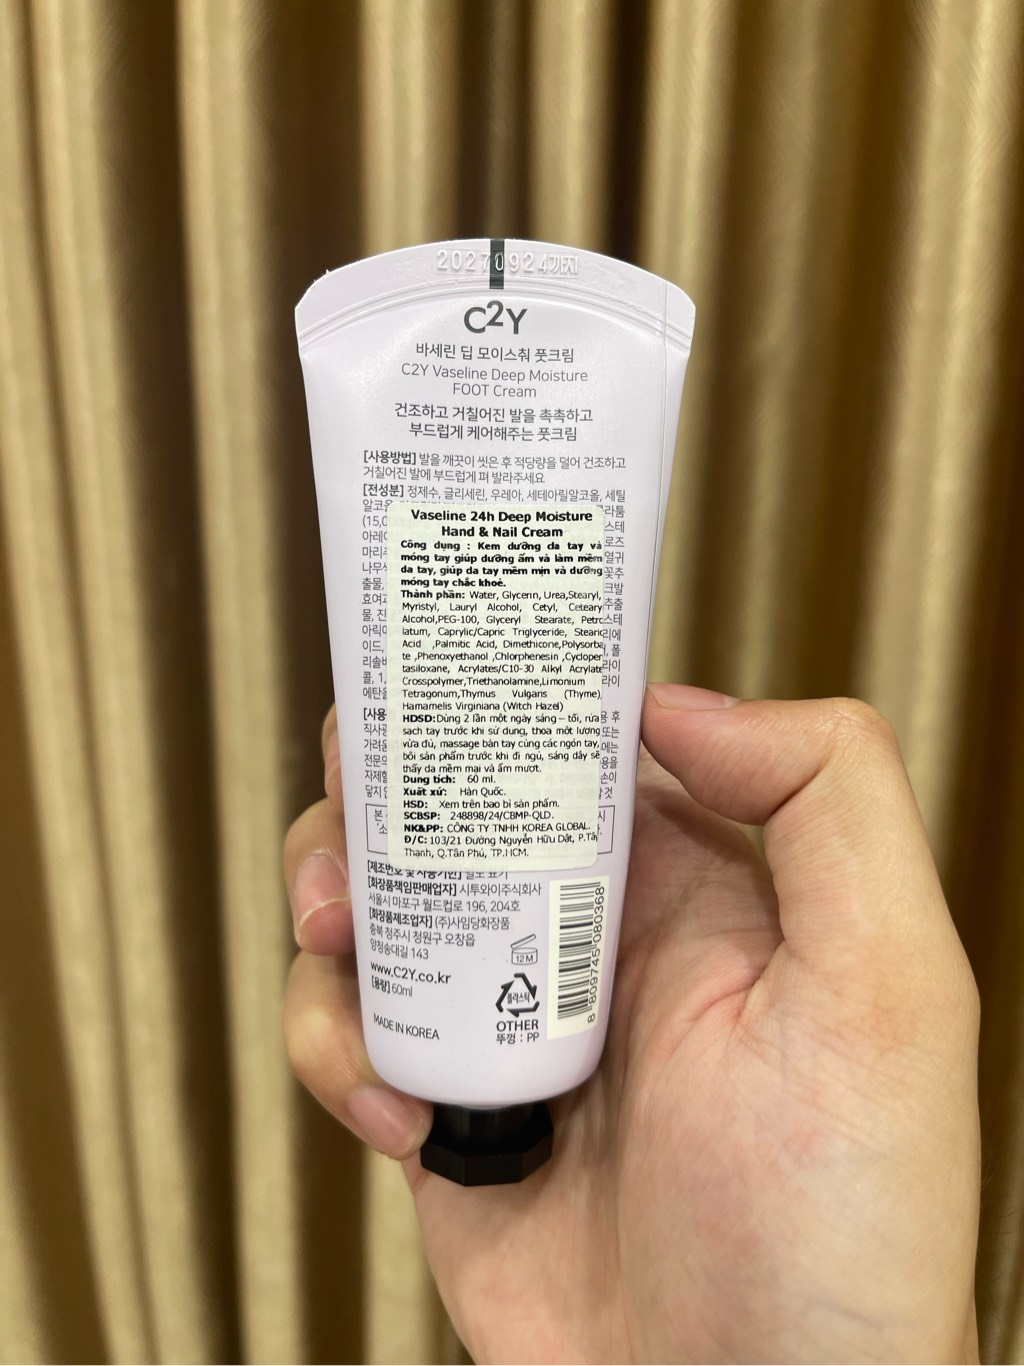 20270924까지
C2Y
바세린 딥 모이스춰 풋크림
C2Y Vaseline Deep Moisture
FOOT Cream
건조하고 거칠어진 발을 촉촉하고
부드럽게 케어해주는 풋크림
[사용방법] 발을 깨끗이 씻은 후 적당량을 덜어 건조하고
거칠어진 발에 부드럽게 펴 발라주세요
[전성분] 정제수, 글리세린, 우레아, 세테아릴알코올, 세틸
Vaseline 24h Deep Moisture
Hand & Nail Cream
Công dụng : Kem dưỡng da tay và
móng tay giúp dưỡng ẩm và làm mềm
da tay, giúp da tay mềm mịn và dưỡng
móng tay chắc khoẻ.
Thành phần: Water, Glycerin, Urea,Stearyl,
Myristyl, Lauryl Alcohol, Cetyl, Ceteary
Alcohol,PEG-100, Glyceryl Stearate, Petro
latum, Caprylic/Capric Triglyceride, Stearic
Acid ,Palmitic Acid, Dimethicone,Polysorba
te ,Phenoxyethanol ,Chlorphenesin ,Cyclopen
tasiloxane, Acrylates/C10-30 Alkyl Acrylate
Crosspolymer,Triethanolamine,Limonium
Tetragonum,Thymus Vulgaris (Thyme),
Hamamelis Virginiana (Witch Hazel)
HDSD:Dùng 2 lần một ngày sáng – tối, rửa
sạch tay trước khi sử dụng, thoa một lượng
vừa đủ, massage bàn tay cùng các ngón tay,
bôi sản phẩm trước khi đi ngủ, sáng dậy sẽ
thấy da mềm mại và ẩm mượt.
Dung tích: 60 ml.
Xuất xứ: Hàn Quốc.
HSD: Xem trên bao bì sản phẩm.
SCBSP: 248898/24/CBMP-QLD.
NK&PP: CÔNG TY TNHH KOREA GLOBAL.
Đ/C: 103/21 Đường Nguyễn Hữu Dật, P.Tây
Thạnh, Q.Tân Phú, TP.HCM.
[화장품책임판매업자] 시투와이주식회사
서울시 마포구 월드컵로 196, 204호
[화장품제조업자] (주)사임당화장품
충북 청주시 청원구 오창읍
양청송대길 143
www.C2Y.co.kr
[용량] 60ml
MADE IN KOREA
12M
플라스틱
OTHER
뚜껑 : PP
8 809745 080368